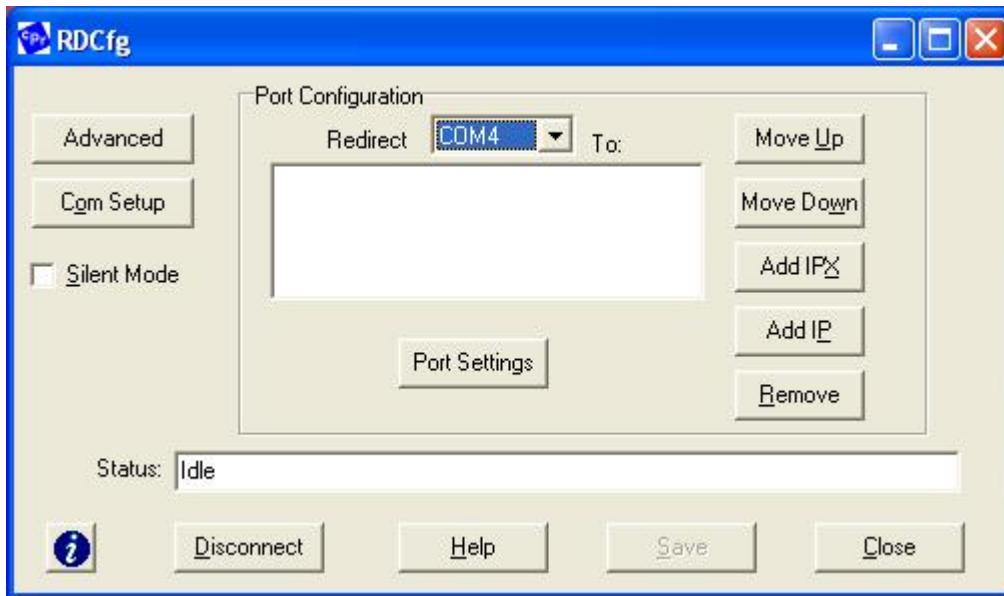 CPr RDCfg
Port Configuration
Advanced
Redirect COM4 To:
Move Up
Com Setup
Move Down
Silent Mode
Add IPX
Add IP
Port Settings
Remove
Status: Idle
i Disconnect Help Save Close